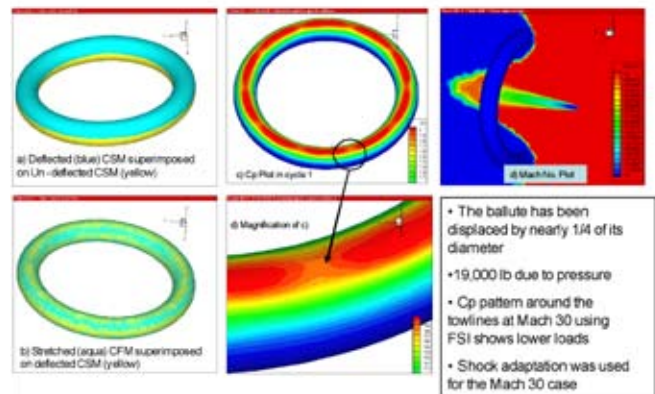 a) Deflected (blue) CSM superimposed
on Un-deflected CSM (yellow)
c) Cp Plot in cycle 1
d) Mach No. Plot
b) Stretched (aqua) CFM superimposed
on deflected CSM (yellow)
d) Magnification of c)
• The ballute has been
displaced by nearly 1/4 of its
diameter
•19,000 lb due to pressure
• Cp pattern around the
towlines at Mach 30 using
FSI shows lower loads
• Shock adaptation was used
for the Mach 30 case